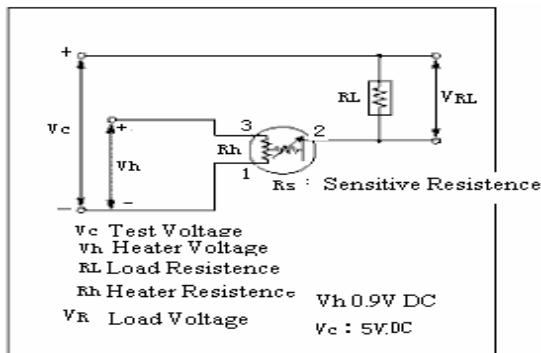 +
RL
VRL
Vc
+
3
2
Rh
Vh
1
Rs : Sensitive Resistence
−
−
Vc Test Voltage
Vh Heater Voltage
RL Load Resistence
Rh Heater Resistence
Vh 0.9V DC
VR Load Voltage
Vc : 5V.DC